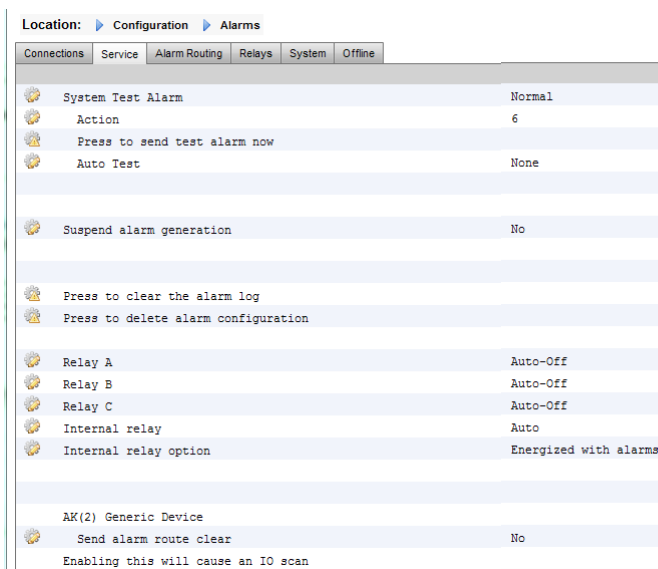 Location: Configuration Alarms
Connections Service Alarm Routing Relays System Offline
System Test Alarm Normal
Action 6
Press to send test alarm now
Auto Test None
Suspend alarm generation No
Press to clear the alarm log
Press to delete alarm configuration
Relay A Auto-Off
Relay B Auto-Off
Relay C Auto-Off
Internal relay Auto
Internal relay option Energized with alarms
AK(2) Generic Device
Send alarm route clear No
Enabling this will cause an IO scan